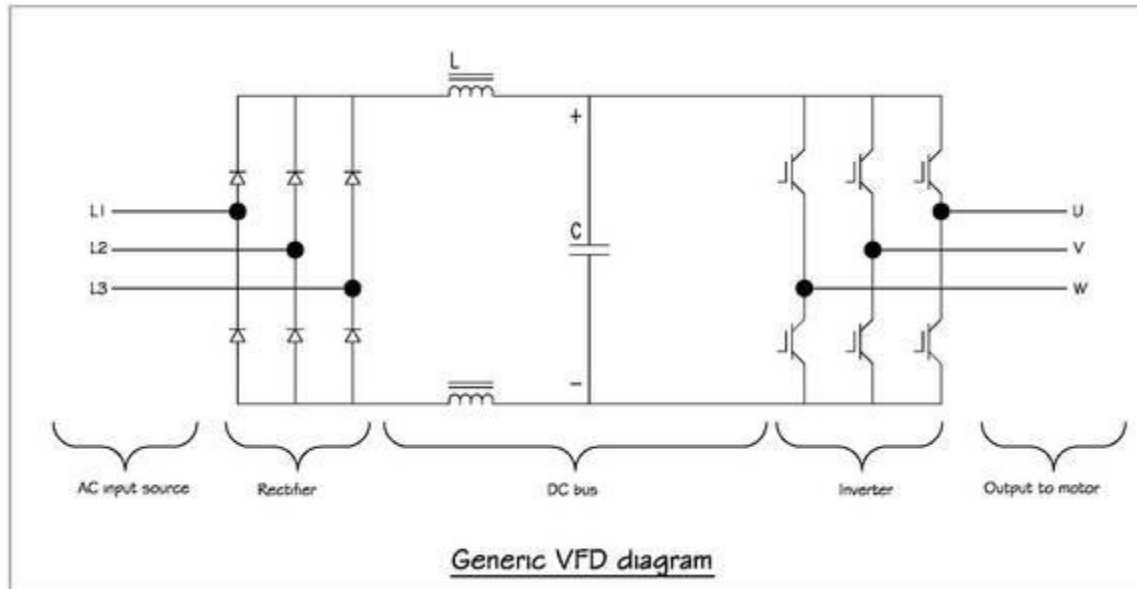 L
+
L1
L2
L3
C
U
V
W
−
AC input source
Rectifier
DC bus
Inverter
Output to motor
Generic VFD diagram